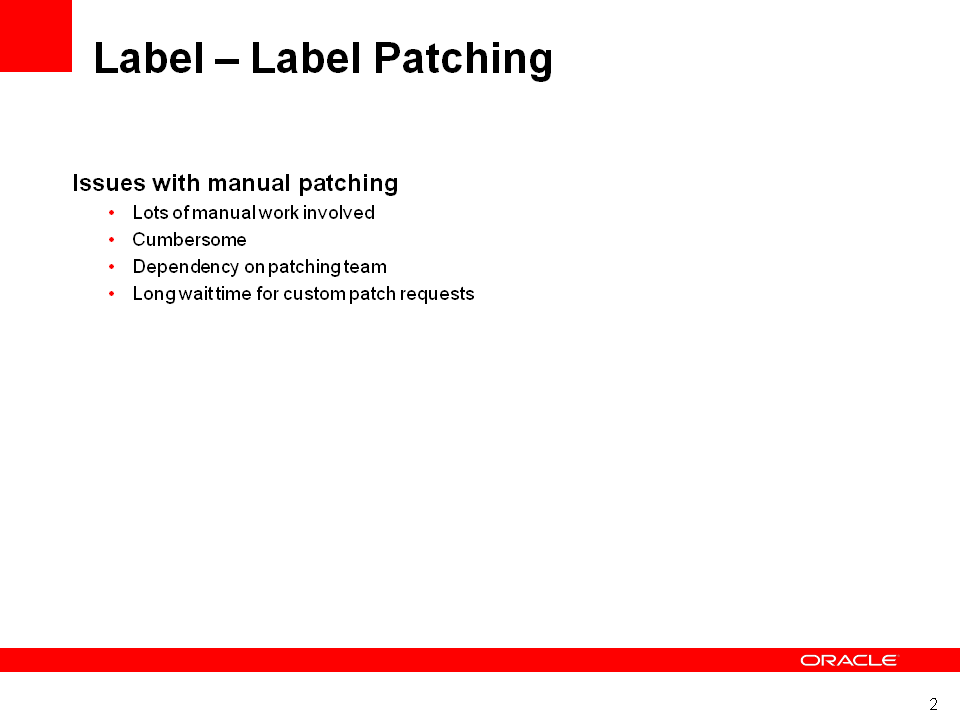 Label – Label Patching
Issues with manual patching
• Lots of manual work involved
• Cumbersome
• Dependency on patching team
• Long wait time for custom patch requests
ORACLE
2